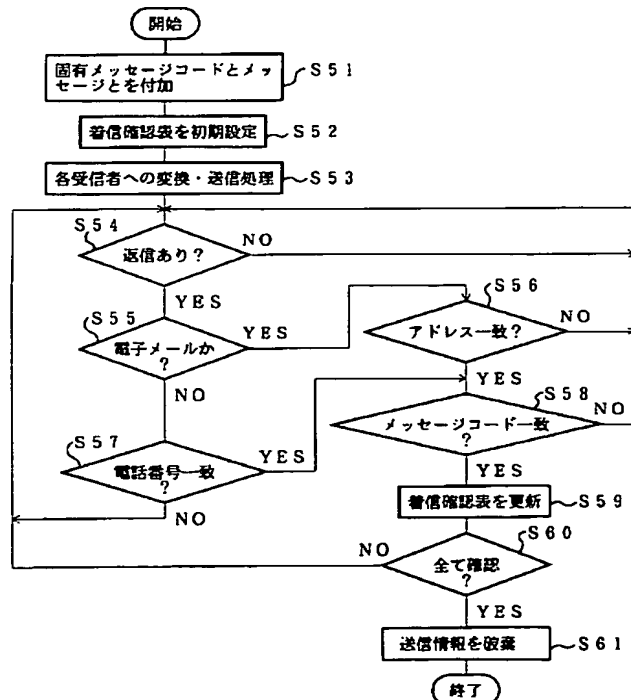 開始
固有メッセージコードとメッ
セージとを付加
S51
着信確認表を初期設定
S52
各受信者への変換・送信処理
S53
S54
返信あり?
NO
YES
S55
電子メールか
?
YES
NO
S56
アドレス一致?
NO
YES
S57
電話番号一致
?
YES
NO
S58
メッセージコード一致
?
NO
YES
着信確認表を更新
S59
S60
全て確認
?
NO
YES
送信情報を破棄
S61
終了